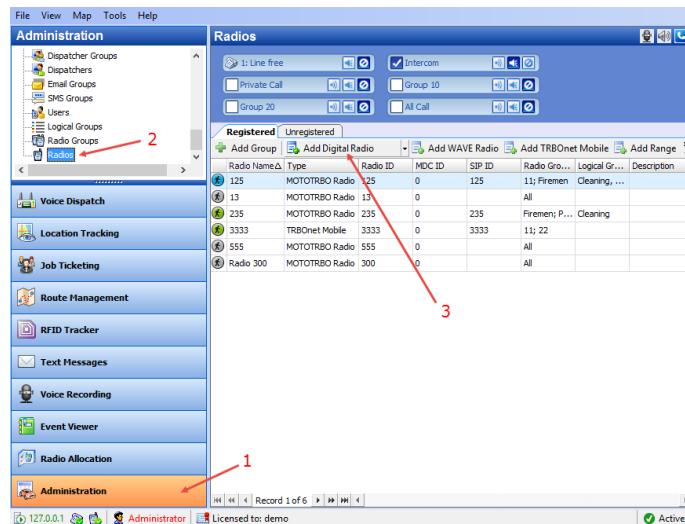 File View Map Tools Help
Administration
Dispatcher Groups
Dispatchers
Email Groups
SMS Groups
Users
Logical Groups
Radio Groups
Radios
2
Voice Dispatch
Location Tracking
Job Ticketing
Route Management
RFID Tracker
Text Messages
Voice Recording
Event Viewer
Radio Allocation
Administration
1
Radios
1: Line free Intercom
Private Call Group 10
Group 20 All Call
Registered Unregistered
Add Group Add Digital Radio Add WAVE Radio Add TRBOnet Mobile Add Range
Radio Name Type Radio ID MDC ID SIP ID Radio Gro... Logical Gr... Description
125 MOTOTRBO Radio 125 0 125 11; Firemen Cleaning, ...
13 MOTOTRBO Radio 13 0 All
235 MOTOTRBO Radio 235 0 235 Firemen; P... Cleaning
3333 TRBOnet Mobile 3333 0 3333 11; 22
555 MOTOTRBO Radio 555 0 All
Radio 300 MOTOTRBO Radio 300 0 All
3
Record 1 of 6
127.0.0.1 Administrator Licensed to: demo Active